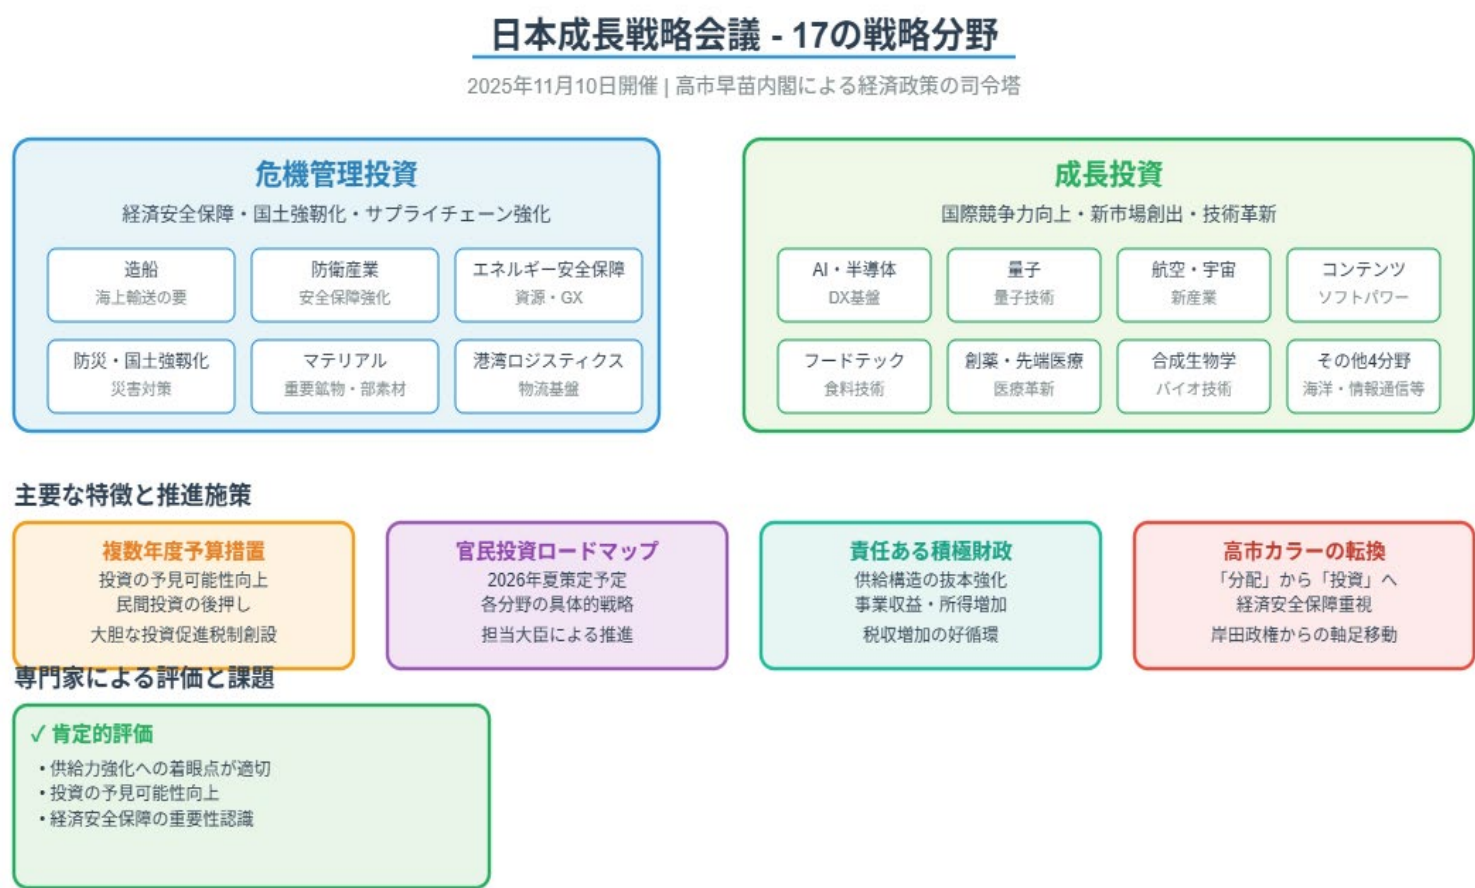 日本成長戦略会議 - 17の戦略分野
2025年11月10日開催 | 高市早苗内閣による経済政策の司令塔
危機管理投資
経済安全保障・国土強靭化・サプライチェーン強化
造船
海上輸送の要
防衛産業
安全保障強化
エネルギー安全保障
資源・GX
防災・国土強靱化
災害対策
マテリアル
重要鉱物・部素材
港湾ロジスティクス
物流基盤
成長投資
国際競争力向上・新市場創出・技術革新
AI・半導体
DX基盤
量子
量子技術
航空・宇宙
新産業
コンテンツ
ソフトパワー
フードテック
食料技術
創薬・先端医療
医療革新
合成生物学
バイオ技術
その他4分野
海洋・情報通信等
主要な特徴と推進施策
複数年度予算措置
投資の予見可能性向上
民間投資の後押し
大胆な投資促進税制創設
官民投資ロードマップ
2026年夏策定予定
各分野の具体的戦略
担当大臣による推進
責任ある積極財政
供給構造の抜本強化
事業収益・所得増加
税収増加の好循環
高市カラーの転換
「分配」から「投資」へ
経済安全保障重視
岸田政権からの軸足移動
専門家による評価と課題
✓ 肯定的評価
• 供給力強化への着眼点が適切
• 投資の予見可能性向上
• 経済安全保障の重要性認識